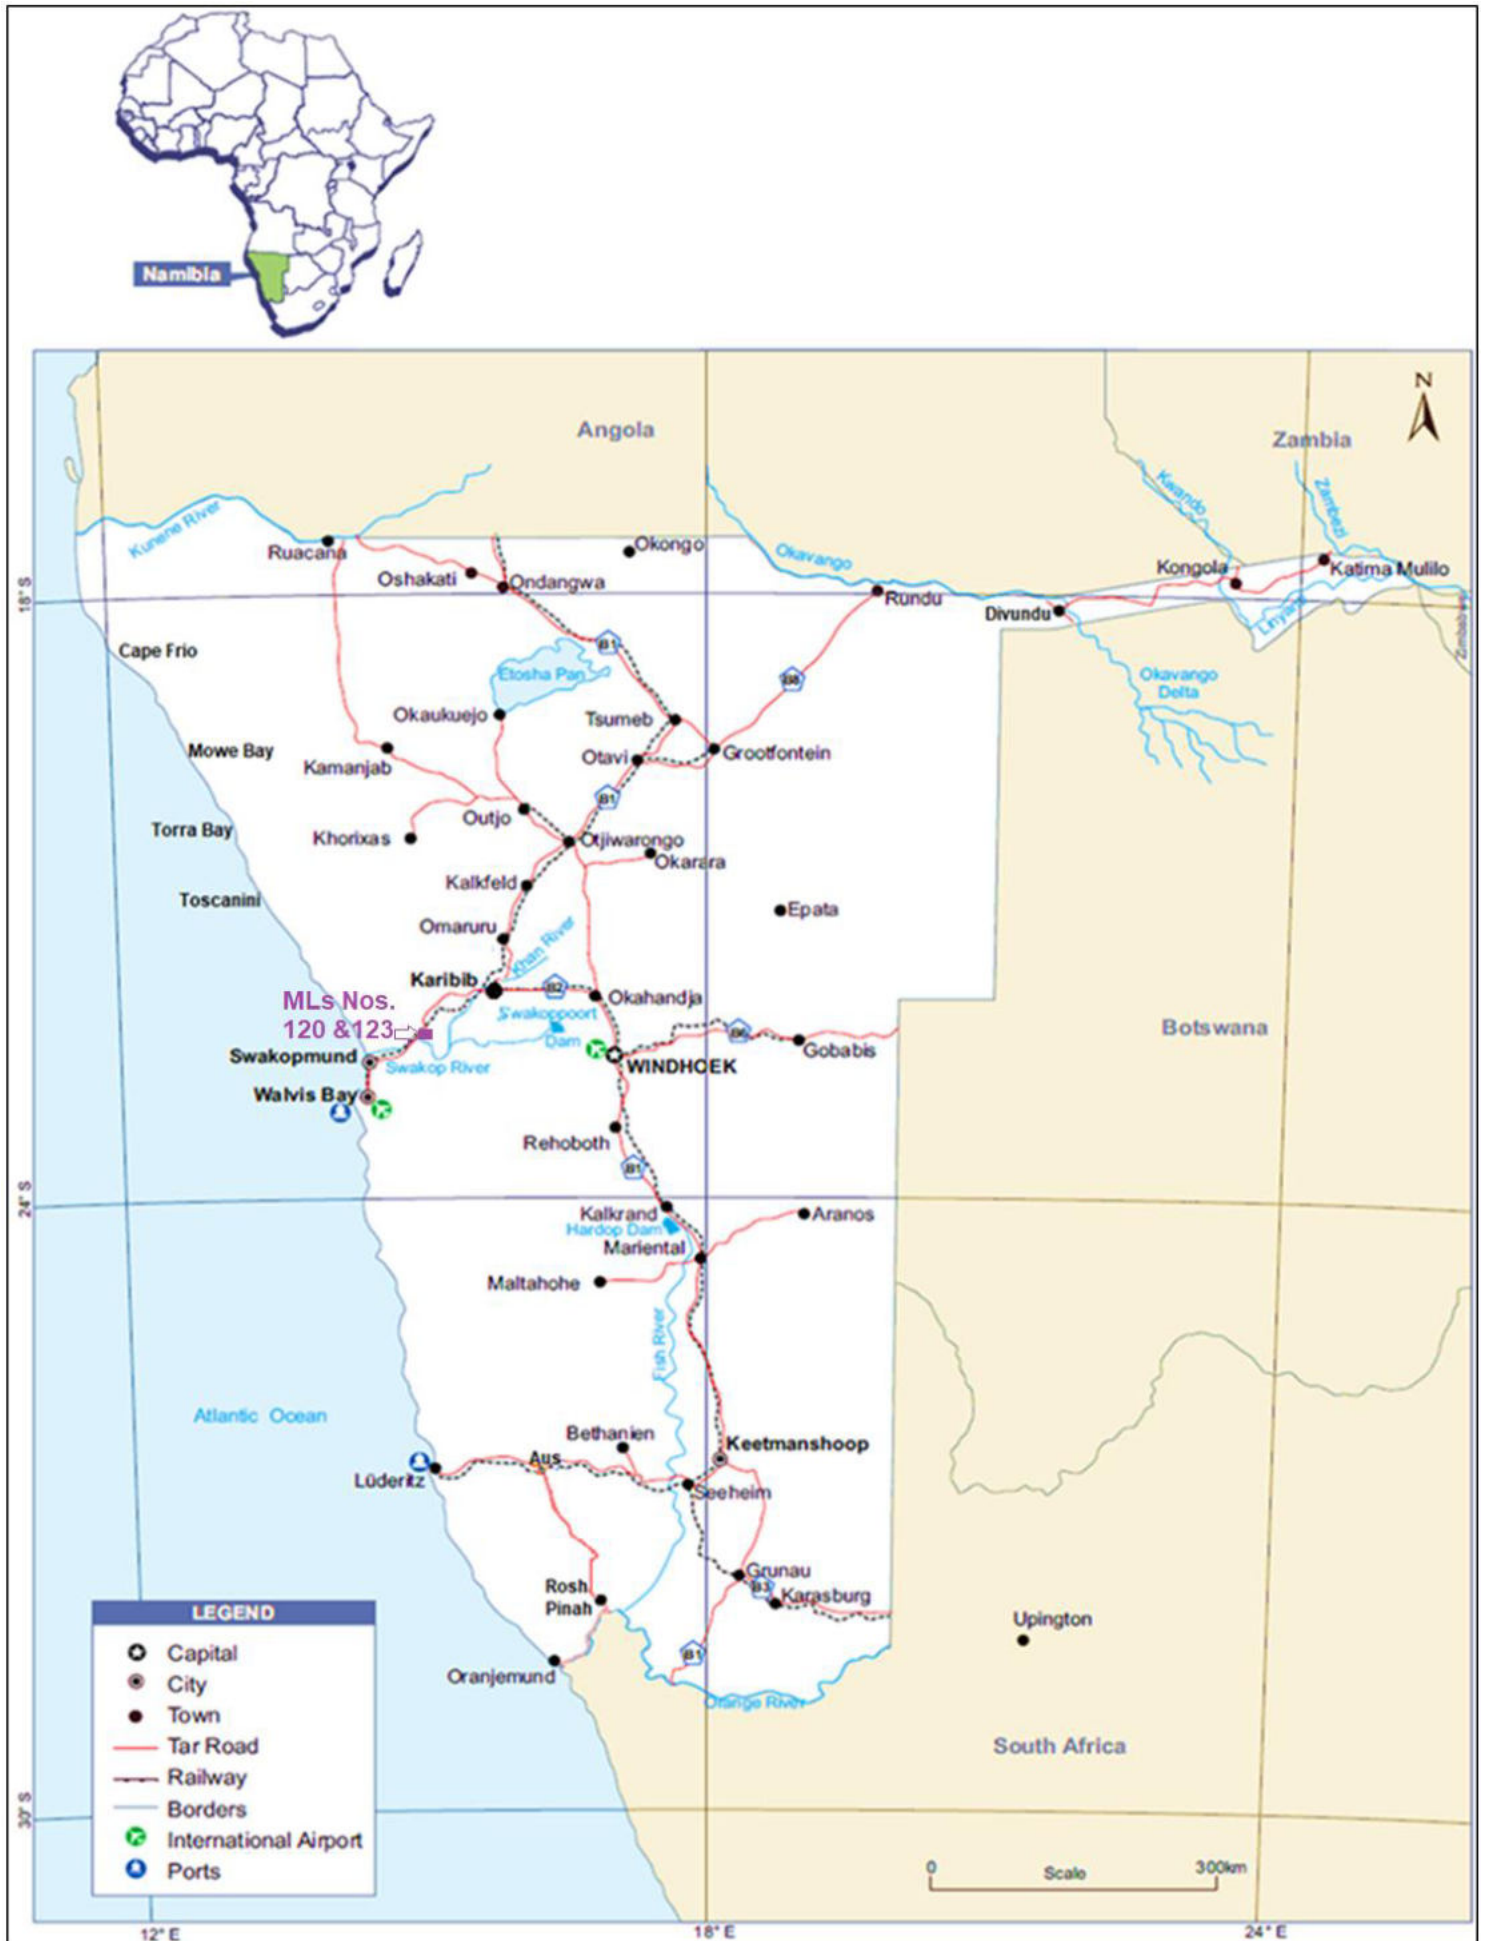 Namibia
N
Angola
Zambia
Kwando
Zambezi
Kunene River
Ruacana
Okongo
Okavango
Oshakati
Ondangwa
Kongola
Katima Mulilo
18° S
Rundu
Divundu
Linyanti
Zimbabwe
Cape Frio
B1
Etosha Pan
B8
Okavango
Delta
Okaukuejo
Tsumeb
Mowe Bay
Otavi
Grootfontein
Kamanjab
B1
Outjo
Torra Bay
Khorixas
Otjiwarongo
Okarara
Kalkfeld
Toscanini
Epata
Omaruru
Khan River
Karibib
B2
Okahandja
MLs Nos.
120 &123
Swakoppoort
Dam
B6
Gobabis
Botswana
Swakopmund
Swakop River
WINDHOEK
Walvis Bay
Rehoboth
B1
24° S
Kalkrand
Aranos
Hardop Dam
Mariental
Maltahohe
Fish River
Atlantic Ocean
Bethanien
Keetmanshoop
Aus
Lüderitz
Seeheim
Grunau
B3
Karasburg
Rosh
Pinah
Upington
B1
Oranjemund
Orange River
South Africa
LEGEND
Capital
City
Town
Tar Road
Railway
Borders
International Airport
Ports
30° S
0
Scale
300km
12° E
18° E
24° E